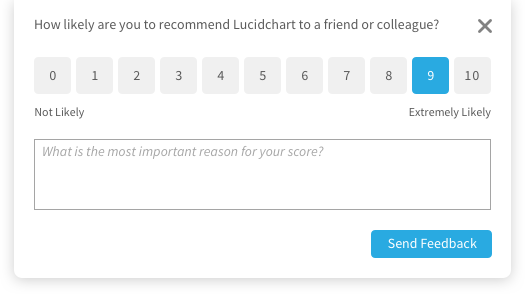 How likely are you to recommend Lucidchart to a friend or colleague?
0 1 2 3 4 5 6 7 8 9 10
Not Likely Extremely Likely
What is the most important reason for your score?
Send Feedback